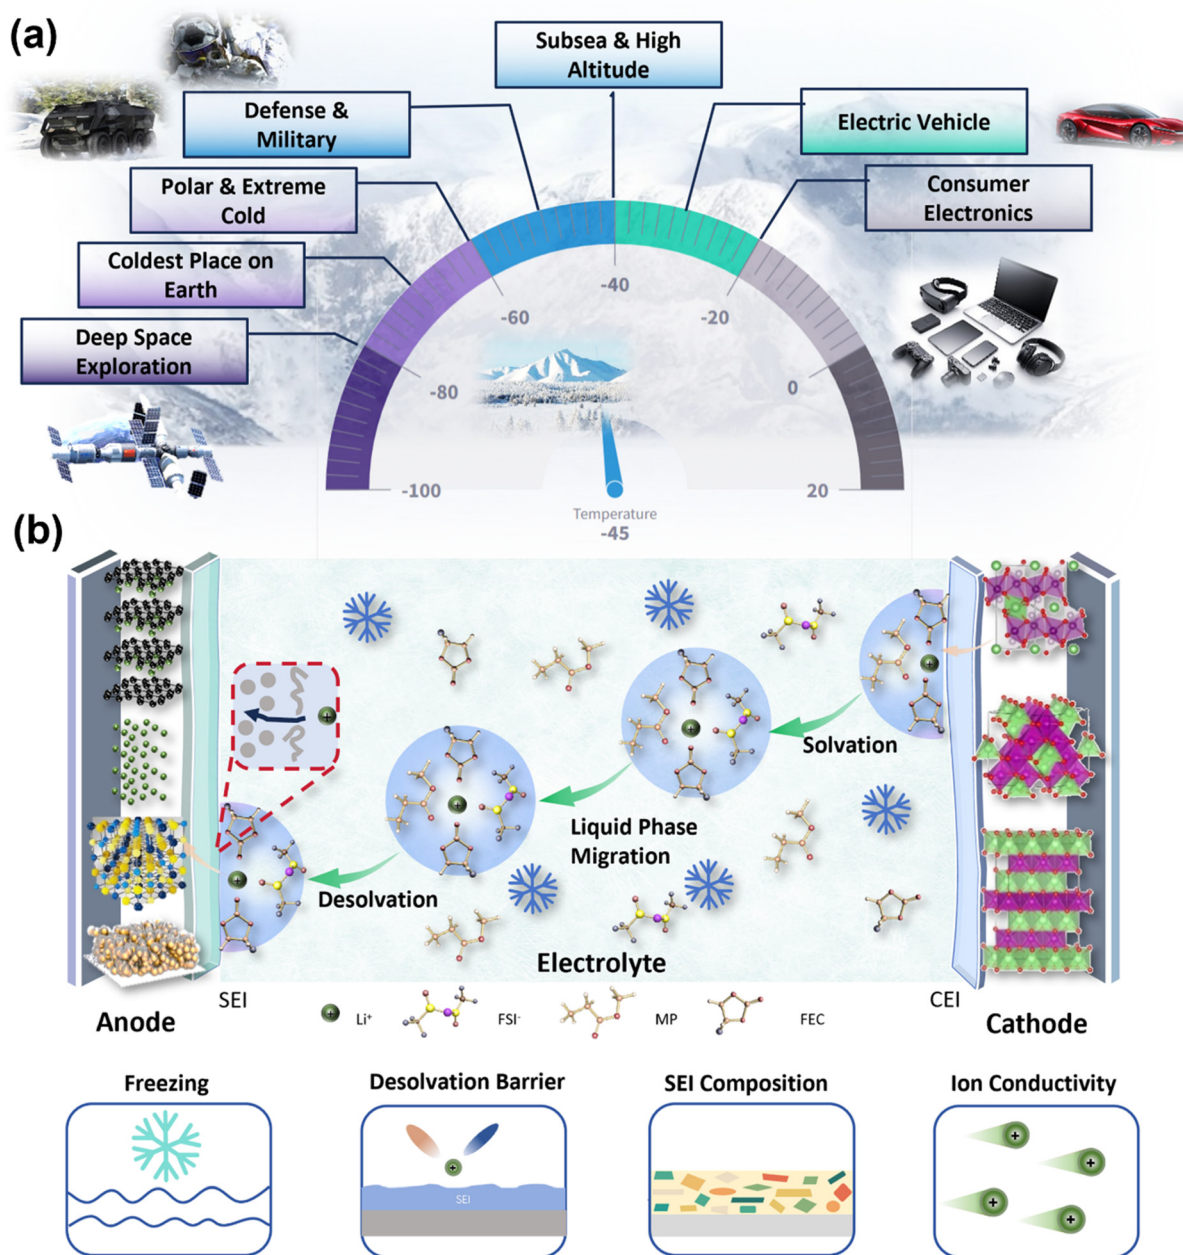 (a)
Subsea & High
Altitude
Defense &
Military
Electric Vehicle
Polar & Extreme
Cold
Consumer
Electronics
Coldest Place on
Earth
Deep Space
Exploration
-40
-60
-20
-80
0
-100
20
Temperature
-45
(b)
Solvation
Liquid Phase
Migration
Desolvation
Electrolyte
SEI
CEI
Anode
Cathode
Li⁺
FSI⁻
MP
FEC
Freezing
Desolvation Barrier
SEI Composition
Ion Conductivity
SEI